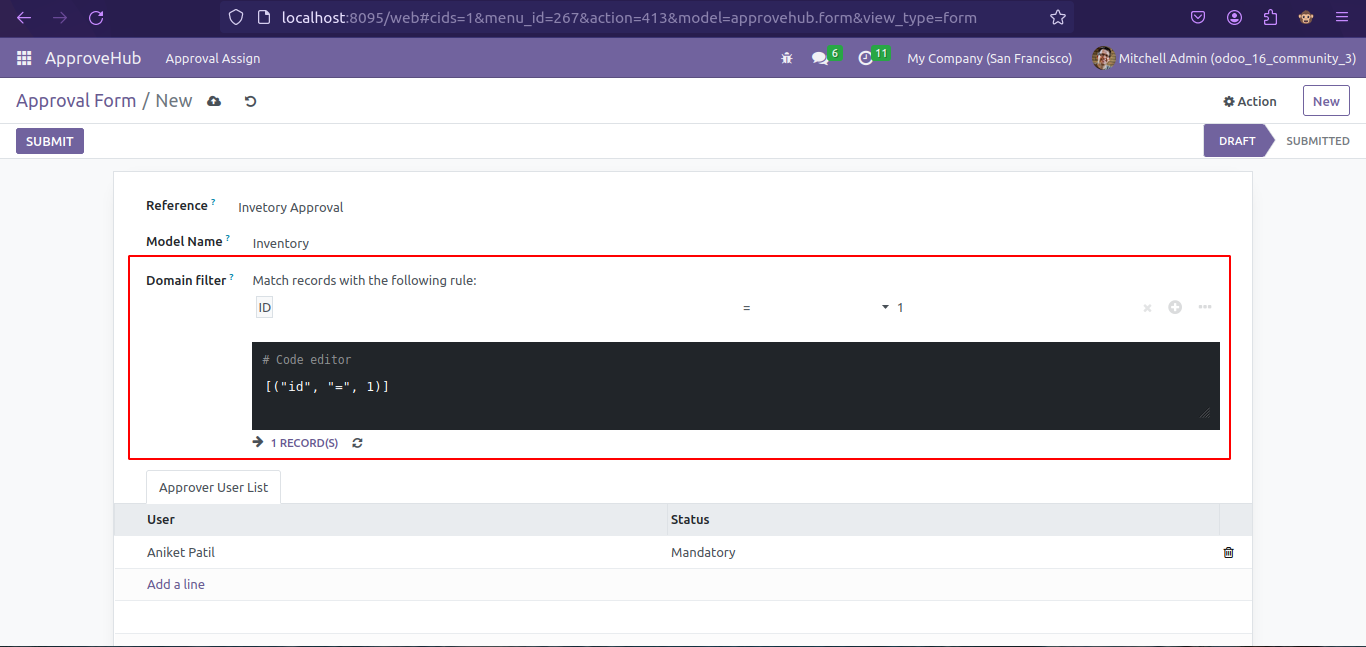 localhost:8095/web#cids=1&menu_id=267&action=413&model=approvehub.form&view_type=form
ApproveHub Approval Assign 6 11 My Company (San Francisco) Mitchell Admin (odoo_16_community_3)
Approval Form / New Action New
SUBMIT DRAFT SUBMITTED
Reference ? Invetory Approval
Model Name ? Inventory
Domain filter ? Match records with the following rule:
ID = 1
# Code editor
[("id", "=", 1)]
1 RECORD(S)
Approver User List
User Status
Aniket Patil Mandatory
Add a line